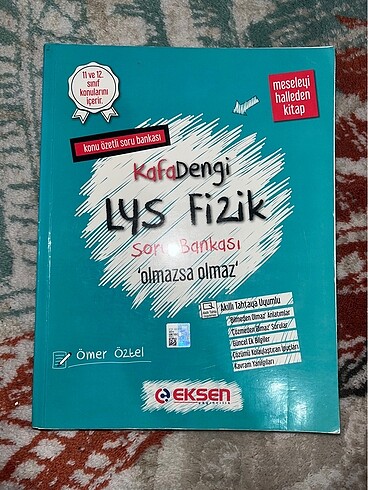 11 ve 12.
sınıf
konularını
içerir.
meseleyi
halleden
kitap
konu özetli soru bankası
KafaDengi
LYS Fizik
Soru Bankası
'olmazsa olmaz'
Akıllı Tahtaya Uyumlu
'Bilmeden Olmaz' Anlatımlar
'Çözmeden Olmaz' Sorular
Güncel Ek Bilgiler
Çözümü Kolaylaştıran İpuçları
Kavram Yanılgıları
Ömer Öztel
EKSEN